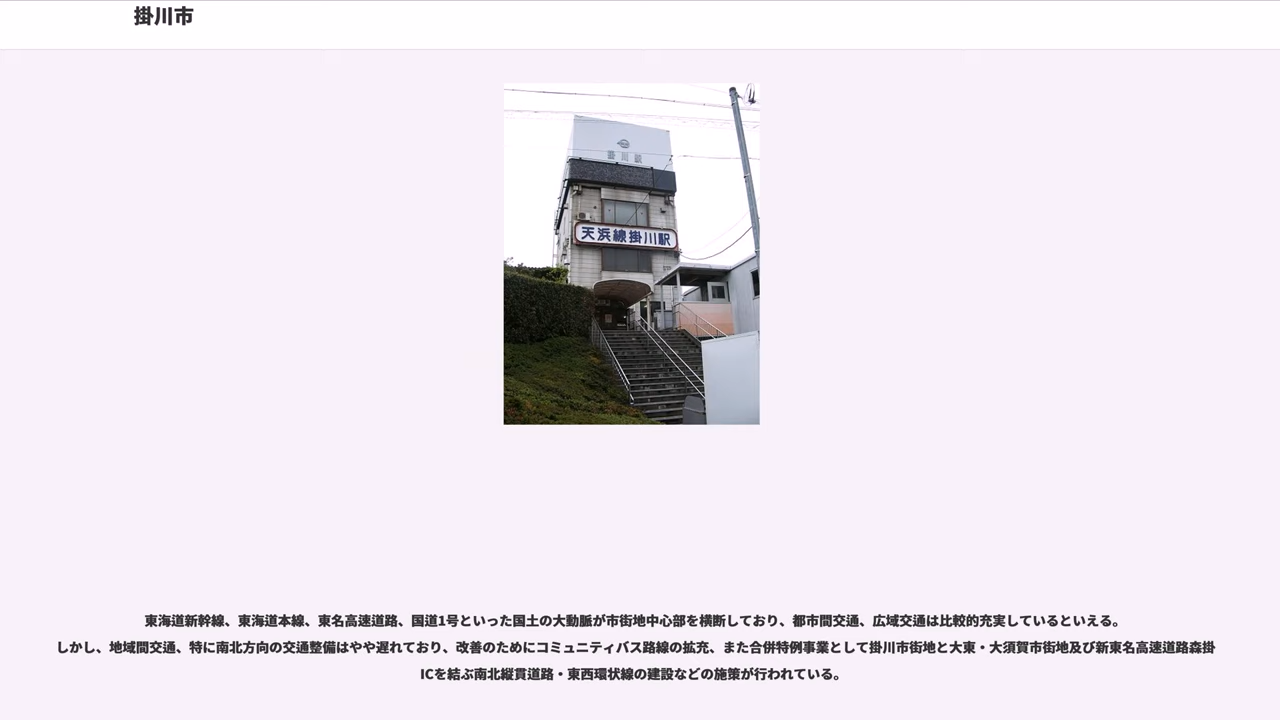 掛川市
掛川駅
天浜線掛川駅
東海道新幹線、東海道本線、東名高速道路、国道1号といった国土の大動脈が市街地中心部を横断しており、都市間交通、広域交通は比較的充実しているといえる。
しかし、地域間交通、特に南北方向の交通整備はやや遅れており、改善のためにコミュニティバス路線の拡充、また合併特例事業として掛川市街地と大東・大須賀市街地及び新東名高速道路森掛
ICを結ぶ南北縦貫道路・東西環状線の建設などの施策が行われている。